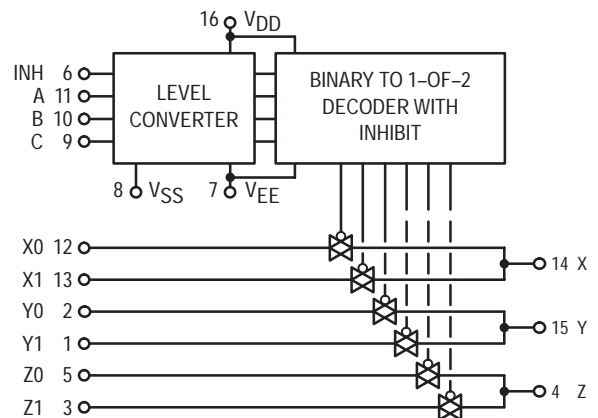 16 VDD
INH 6
A 11
B 10
C 9
LEVEL
CONVERTER
BINARY TO 1–OF–2
DECODER WITH
INHIBIT
8 VSS
7 VEE
X0 12
X1 13
14 X
Y0 2
Y1 1
15 Y
Z0 5
Z1 3
4 Z